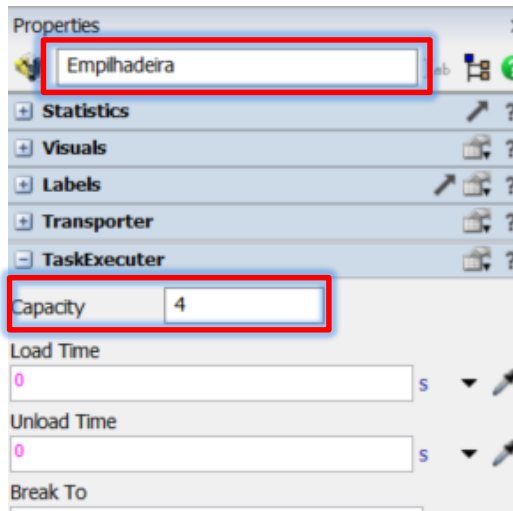 Properties
Empilhadeira
Statistics
Visuals
Labels
Transporter
TaskExecuter
Capacity 4
Load Time
0 s
Unload Time
0 s
Break To